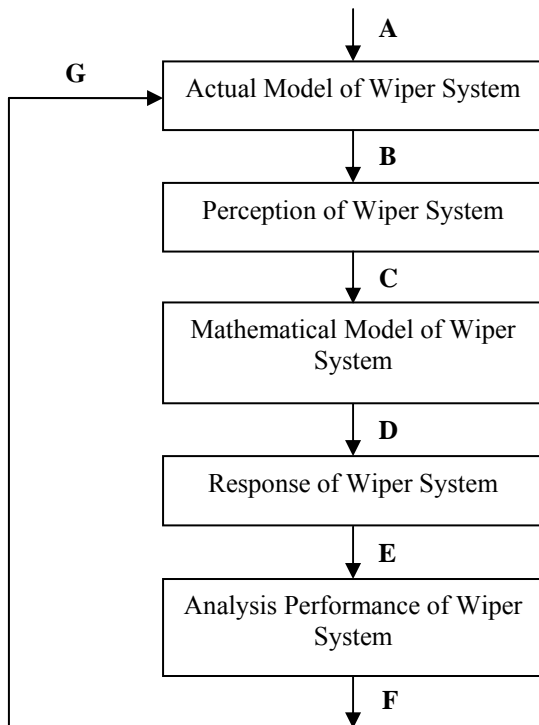 A
G
Actual Model of Wiper System
B
Perception of Wiper System
C
Mathematical Model of Wiper
System
D
Response of Wiper System
E
Analysis Performance of Wiper
System
F